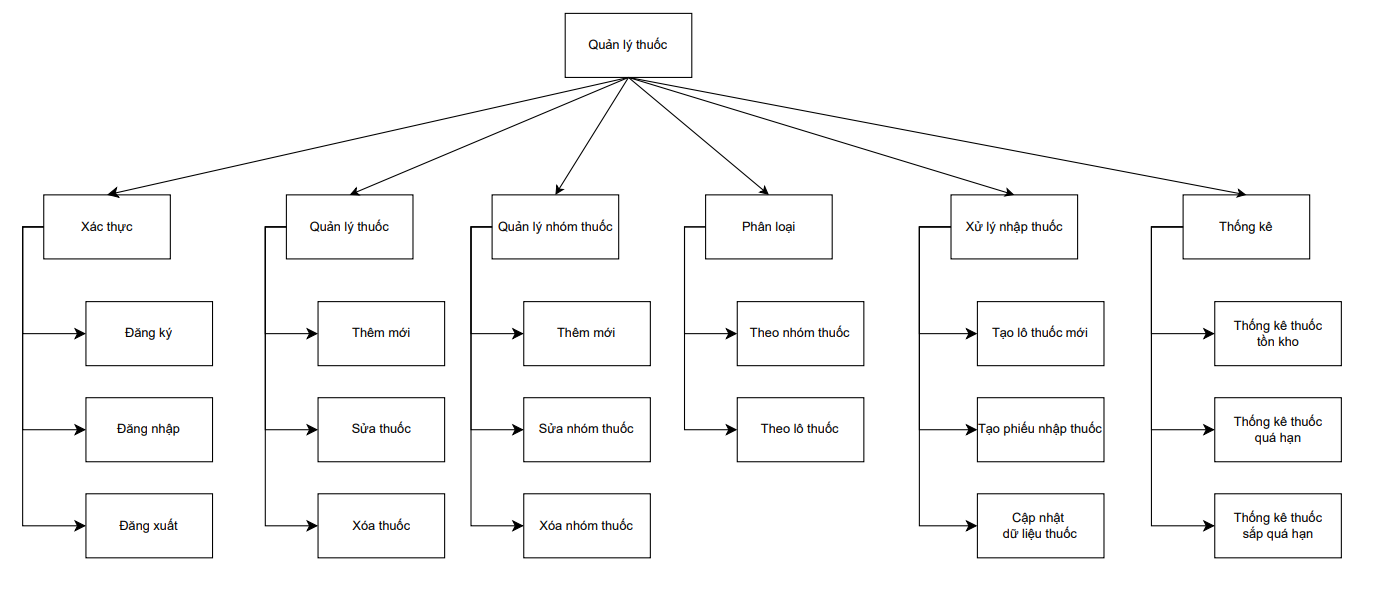 Quản lý thuốc
Xác thực
Quản lý thuốc
Quản lý nhóm thuốc
Phân loại
Xử lý nhập thuốc
Thống kê
Đăng ký
Thêm mới
Thêm mới
Theo nhóm thuốc
Tạo lô thuốc mới
Thống kê thuốc
tồn kho
Đăng nhập
Sửa thuốc
Sửa nhóm thuốc
Theo lô thuốc
Tạo phiếu nhập thuốc
Thống kê thuốc
quá hạn
Đăng xuất
Xóa thuốc
Xóa nhóm thuốc
Cập nhật
dữ liệu thuốc
Thống kê thuốc
sắp quá hạn